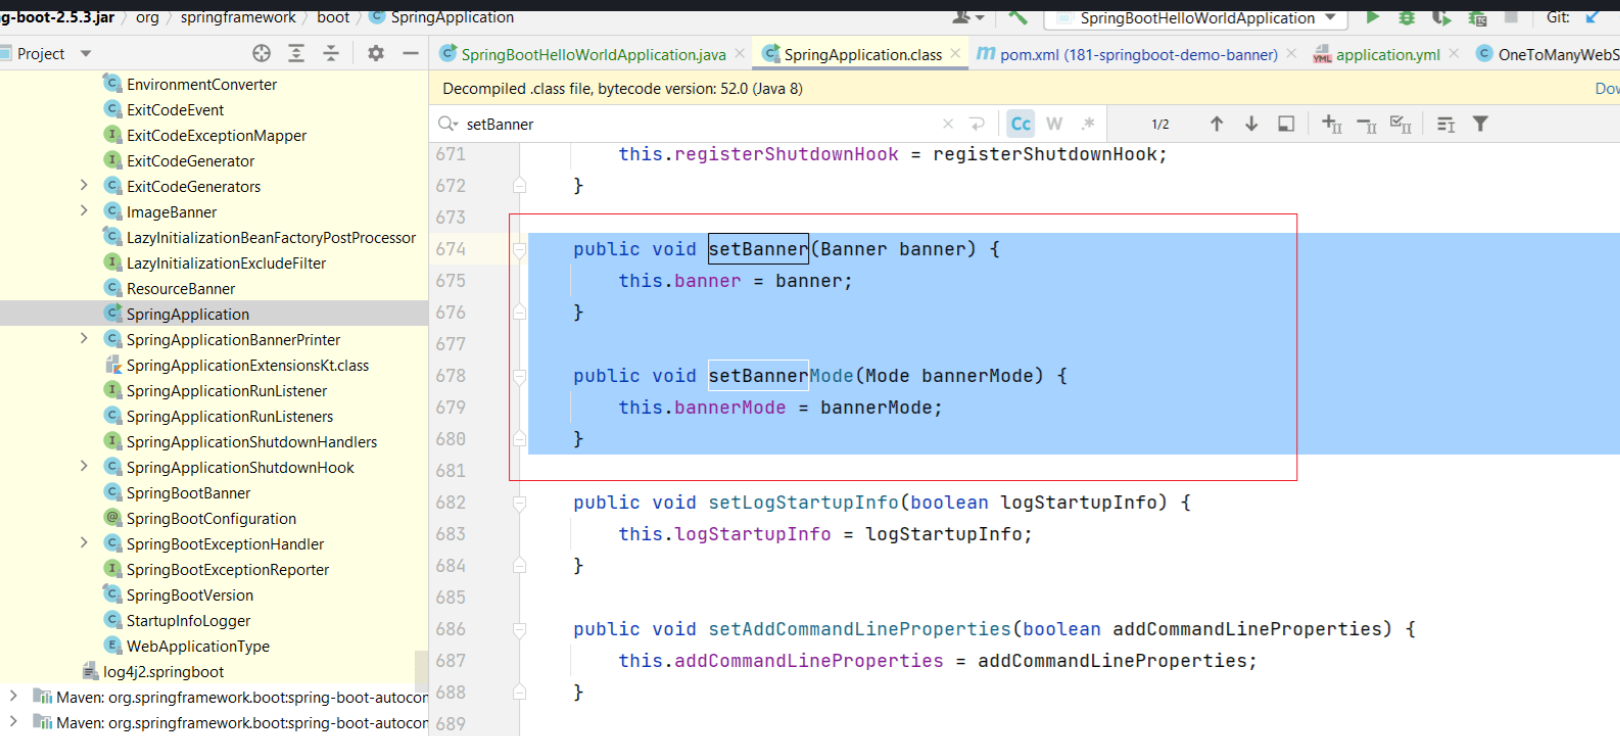 g-boot-2.5.3.jar org springframework boot SpringApplication
SpringBootHelloWorldApplication Git:
Project
SpringBootHelloWorldApplication.java SpringApplication.class pom.xml (181-springboot-demo-banner) application.yml OneToManyWebS
Decompiled .class file, bytecode version: 52.0 (Java 8) Dow
setBanner Cc W .* 1/2
EnvironmentConverter
ExitCodeEvent
ExitCodeExceptionMapper
ExitCodeGenerator
ExitCodeGenerators
ImageBanner
LazyInitializationBeanFactoryPostProcessor
LazyInitializationExcludeFilter
ResourceBanner
SpringApplication
SpringApplicationBannerPrinter
SpringApplicationExtensionsKt.class
SpringApplicationRunListener
SpringApplicationRunListeners
SpringApplicationShutdownHandlers
SpringApplicationShutdownHook
SpringBootBanner
SpringBootConfiguration
SpringBootExceptionHandler
SpringBootExceptionReporter
SpringBootVersion
StartupInfoLogger
WebApplicationType
log4j2.springboot
Maven: org.springframework.boot:spring-boot-autocon
Maven: org.springframework.boot:spring-boot-autocon
671 this.registerShutdownHook = registerShutdownHook;
672 }
673
674 public void setBanner(Banner banner) {
675 this.banner = banner;
676 }
677
678 public void setBannerMode(Mode bannerMode) {
679 this.bannerMode = bannerMode;
680 }
681
682 public void setLogStartupInfo(boolean logStartupInfo) {
683 this.logStartupInfo = logStartupInfo;
684 }
685
686 public void setAddCommandLineProperties(boolean addCommandLineProperties) {
687 this.addCommandLineProperties = addCommandLineProperties;
688 }
689